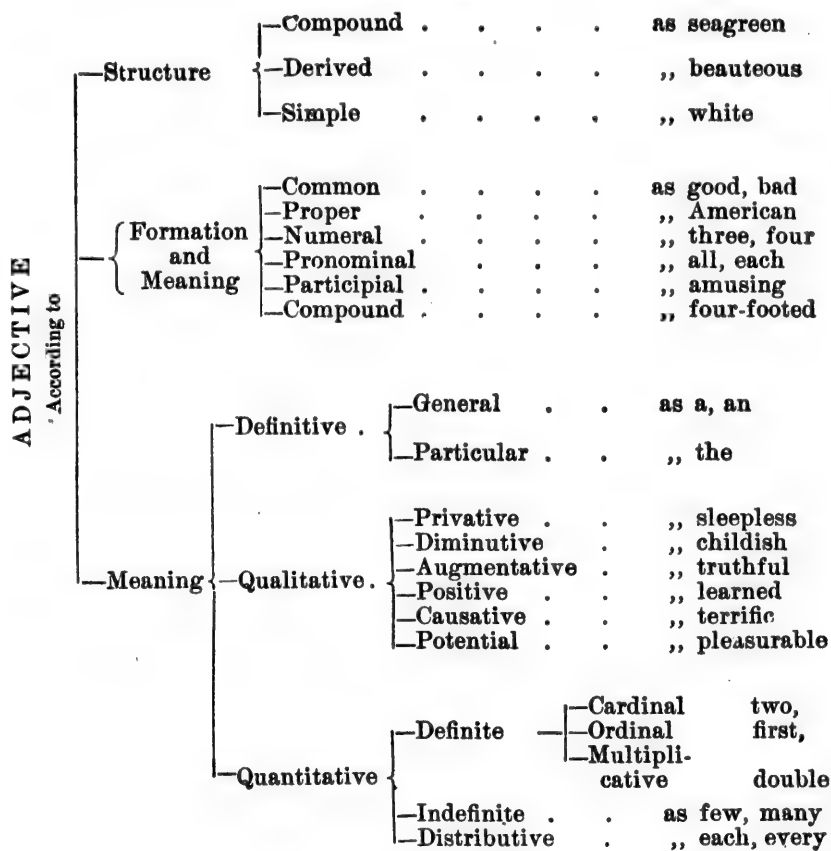 ADJECTIVE
According to
—Structure
—Compound . . . . as seagreen
—Derived . . . . ,, beauteous
—Simple . . . . ,, white
—Formation
and
Meaning
—Common . . . . as good, bad
—Proper . . . . ,, American
—Numeral . . . . ,, three, four
—Pronominal . . . ,, all, each
—Participial . . . . ,, amusing
—Compound . . . . ,, four-footed
—Meaning
—Definitive .
—General . . as a, an
—Particular . . ,, the
—Qualitative .
—Privative . . ,, sleepless
—Diminutive . ,, childish
—Augmentative . ,, truthful
—Positive . . ,, learned
—Causative . . ,, terrific
—Potential . . ,, pleasurable
—Quantitative
—Definite
—Cardinal two,
—Ordinal first,
—Multipli-
cative double
—Indefinite . . as few, many
—Distributive . ,, each, every